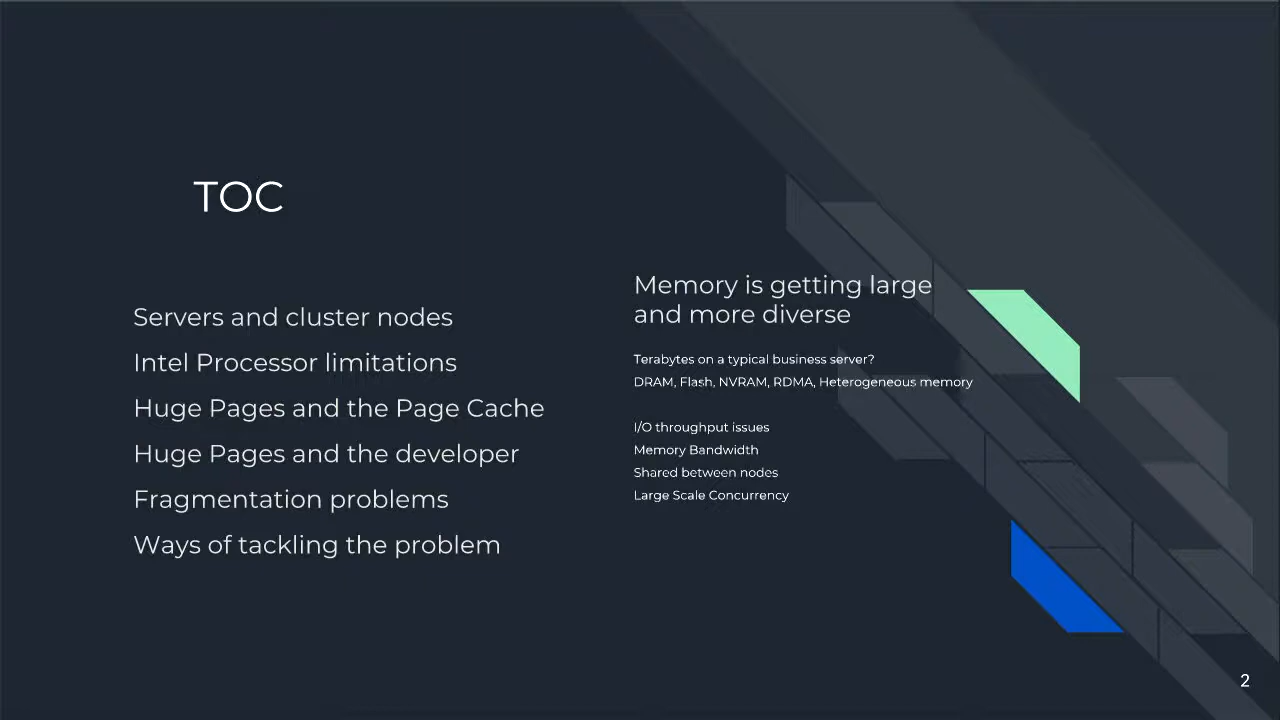 TOC
Servers and cluster nodes
Intel Processor limitations
Huge Pages and the Page Cache
Huge Pages and the developer
Fragmentation problems
Ways of tackling the problem
Memory is getting large
and more diverse
Terabytes on a typical business server?
DRAM, Flash, NVRAM, RDMA, Heterogeneous memory
I/O throughput issues
Memory Bandwidth
Shared between nodes
Large Scale Concurrency
2